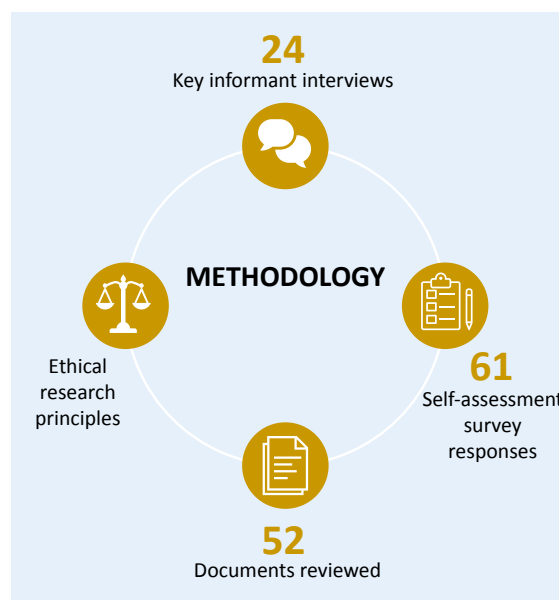 24
Key informant interviews
METHODOLOGY
Ethical
research
principles
61
Self-assessment
survey
responses
52
Documents reviewed